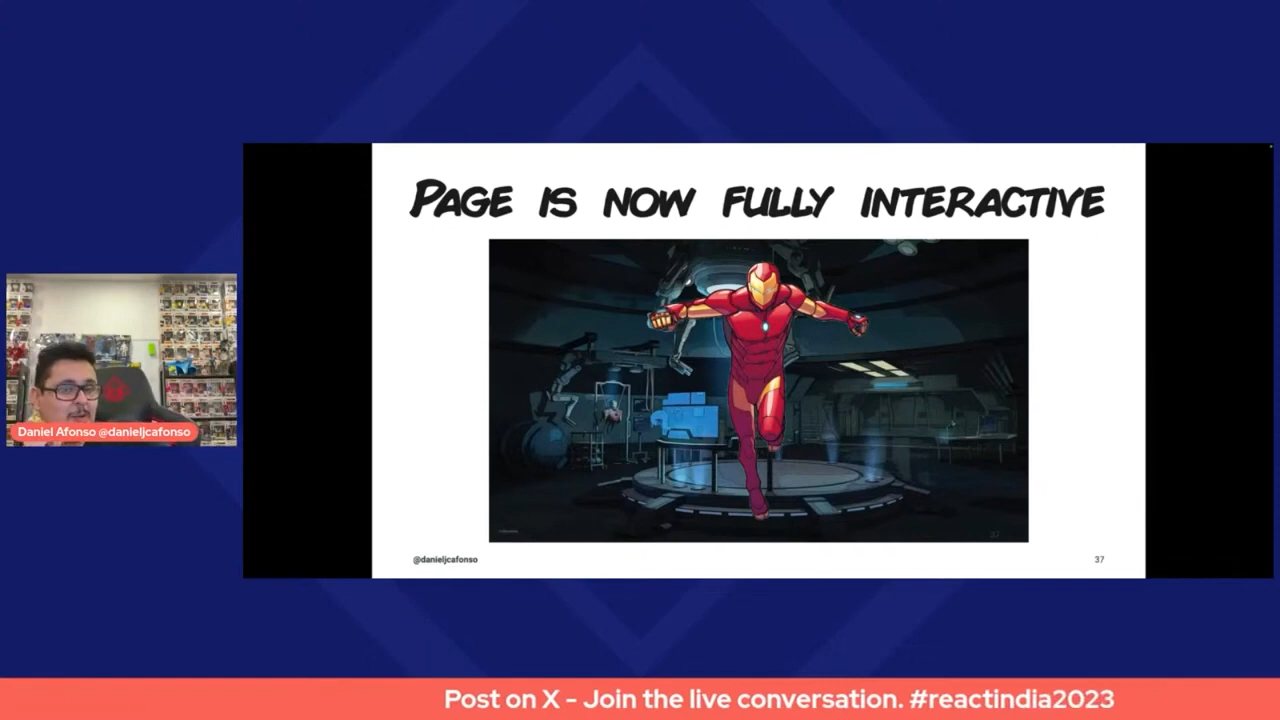 PAGE IS NOW FULLY INTERACTIVE
Daniel Afonso @danieljcafonso
@danieljcafonso
37
Post on X - Join the live conversation. #reactindia2023